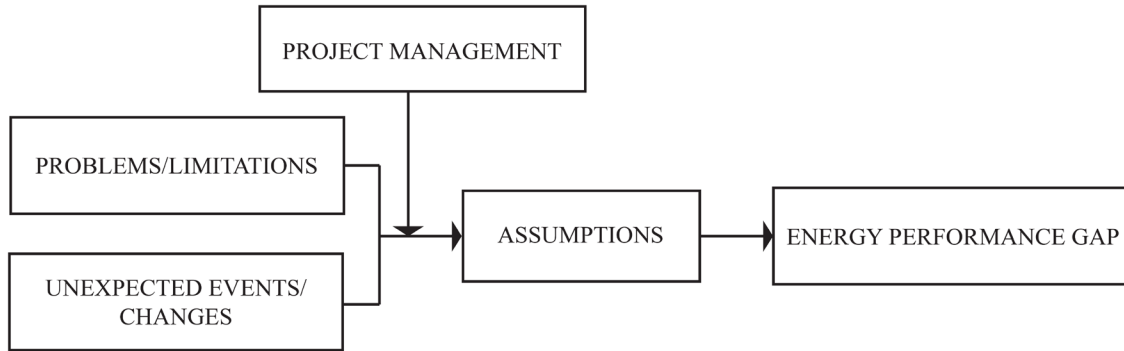 PROJECT MANAGEMENT
PROBLEMS/LIMITATIONS
ASSUMPTIONS
ENERGY PERFORMANCE GAP
UNEXPECTED EVENTS/
CHANGES